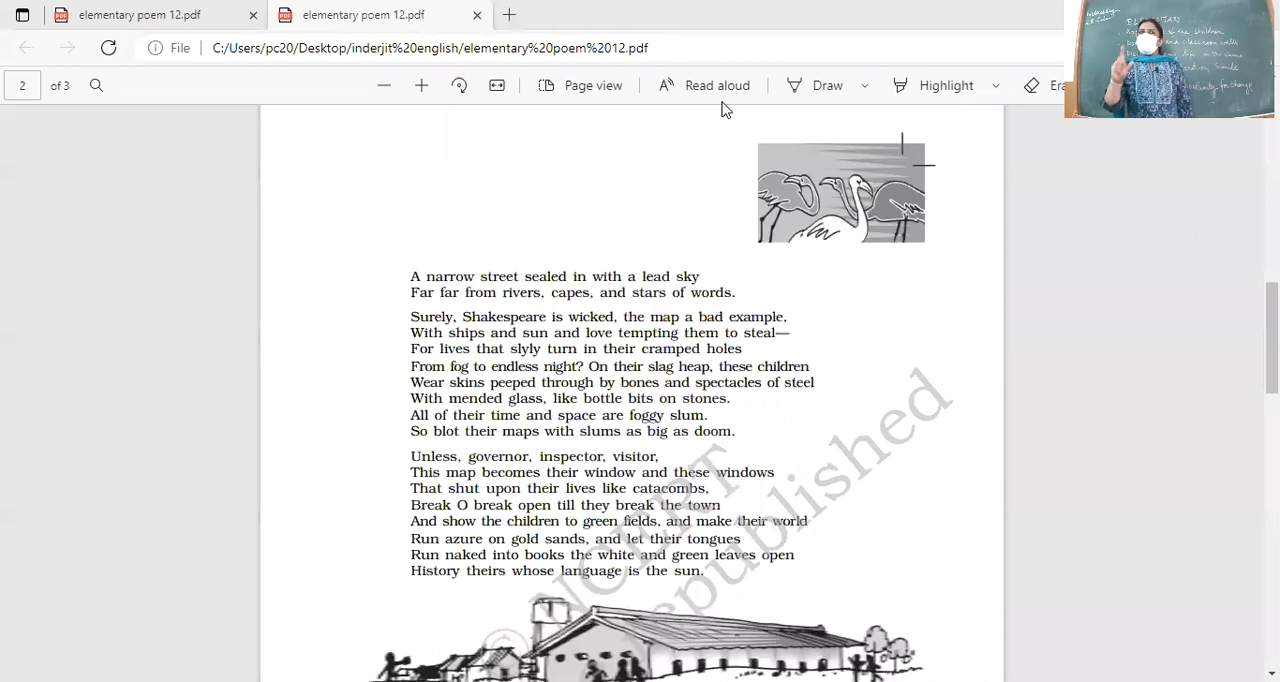 elementary poem 12.pdf
elementary poem 12.pdf
File
C:/Users/pc20/Desktop/inderjit%20english/elementary%20poem%2012.pdf
2 of 3
Page view
Read aloud
Draw
Highlight
Era
ELEMENTARY
A narrow street sealed in with a lead sky
Far far from rivers, capes, and stars of words.
Surely, Shakespeare is wicked, the map a bad example,
With ships and sun and love tempting them to steal—
For lives that slyly turn in their cramped holes
From fog to endless night? On their slag heap, these children
Wear skins peeped through by bones and spectacles of steel
With mended glass, like bottle bits on stones.
All of their time and space are foggy slum.
So blot their maps with slums as big as doom.
Unless, governor, inspector, visitor,
This map becomes their window and these windows
That shut upon their lives like catacombs,
Break O break open till they break the town
And show the children to green fields, and make their world
Run azure on gold sands, and let their tongues
Run naked into books the white and green leaves open
History theirs whose language is the sun.
© NCERT
republished